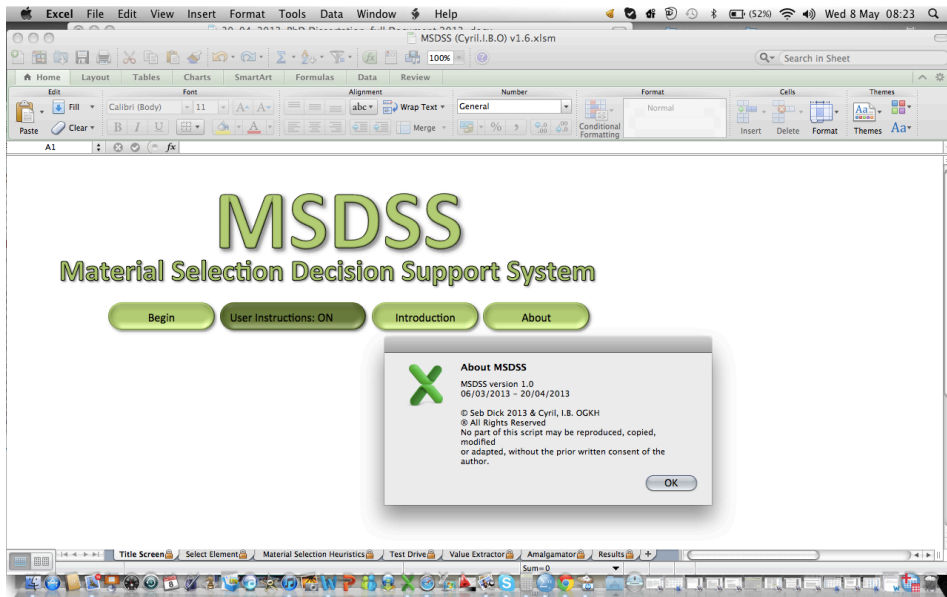 Excel File Edit View Insert Format Tools Data Window Help (52%) Wed 8 May 08:23
MSDSS (Cyril.I.B.O) v1.6.xlsm
100% Search in Sheet
Home Layout Tables Charts SmartArt Formulas Data Review
Edit Font Alignment Number Format Cells Themes
Fill Calibri (Body) 11 A A abc Wrap Text General Normal
Paste Clear B I U A Merge % Conditional Formatting Insert Delete Format Themes Aa
A1 fx
MSDSS
Material Selection Decision Support System
Begin User Instructions: ON Introduction About
About MSDSS
MSDSS version 1.0
06/03/2013 – 20/04/2013
© Seb Dick 2013 & Cyril, I.B. OGKH
® All Rights Reserved
No part of this script may be reproduced, copied,
modified
or adapted, without the prior written consent of the
author.
OK
Title Screen Select Element Material Selection Heuristics Test Drive Value Extractor Amalgamator Results +
Sum=0